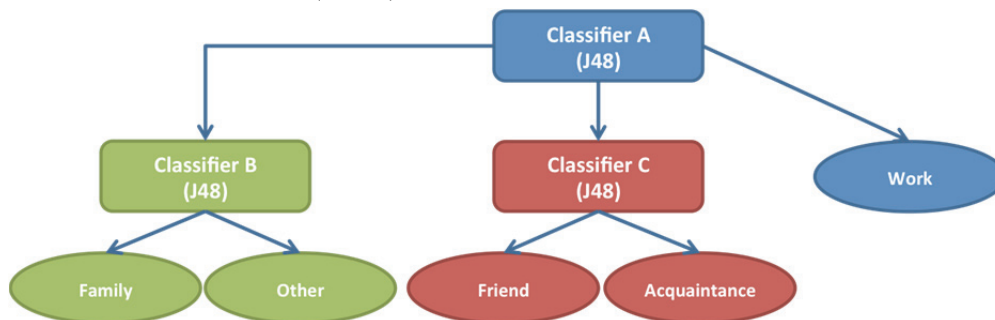 Classifier A
(J48)
Classifier B
(J48)
Classifier C
(J48)
Work
Family
Other
Friend
Acquaintance